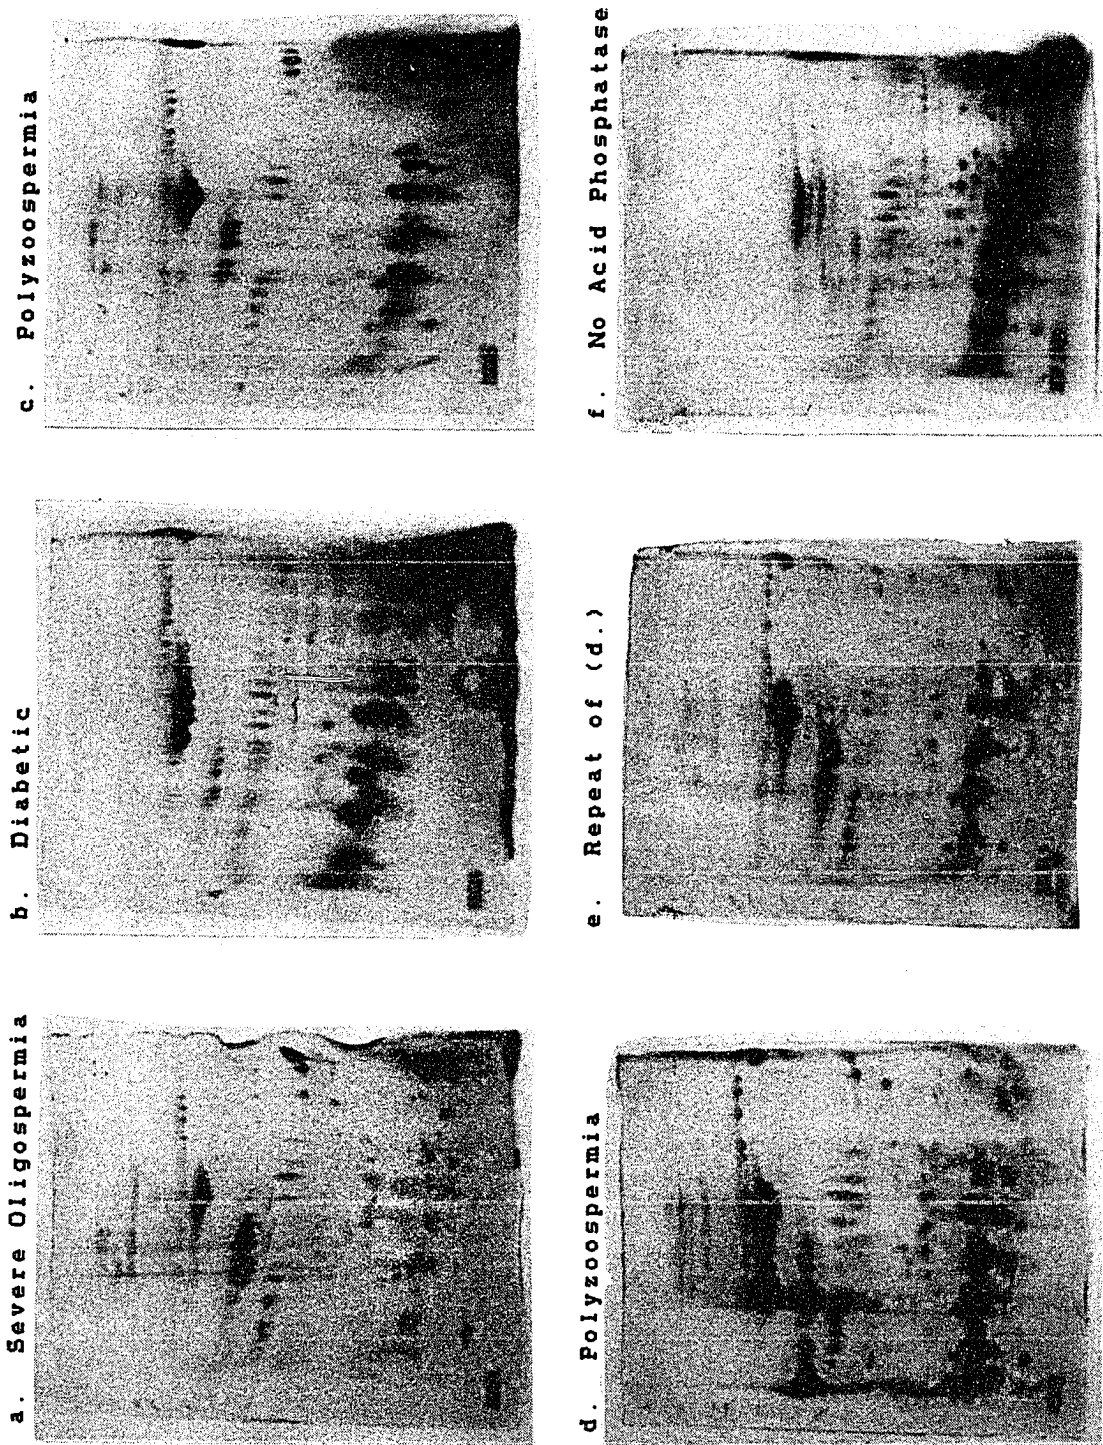 a. Severe Oligospermia
b. Diabetic
c. Polyzoospermia
d. Polyzoospermia
e. Repeat of (d.)
f. No Acid Phosphatase